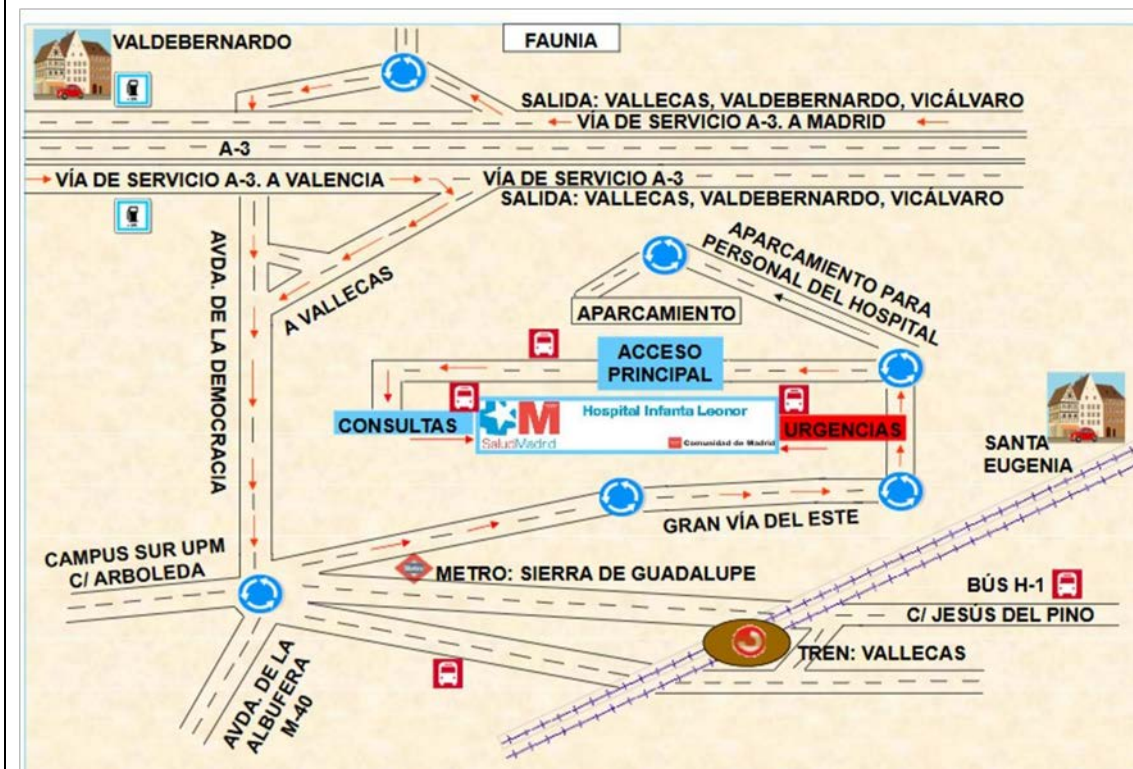 VALDEBERNARDO
FAUNIA
SALIDA: VALLECAS, VALDEBERNARDO, VICÁLVARO
VÍA DE SERVICIO A-3. A MADRID
A-3
VÍA DE SERVICIO A-3. A VALENCIA
VÍA DE SERVICIO A-3
SALIDA: VALLECAS, VALDEBERNARDO, VICÁLVARO
AVDA. DE LA DEMOCRACIA
A VALLECAS
APARCAMIENTO PARA
PERSONAL DEL HOSPITAL
APARCAMIENTO
ACCESO
PRINCIPAL
CONSULTAS
SaludMadrid
Hospital Infanta Leonor
Comunidad de Madrid
URGENCIAS
SANTA
EUGENIA
GRAN VÍA DEL ESTE
CAMPUS SUR UPM
C/ ARBOLEDA
METRO: SIERRA DE GUADALUPE
BÚS H-1
C/ JESÚS DEL PINO
TREN: VALLECAS
AVDA. DE LA
ALBUFERA
M-40